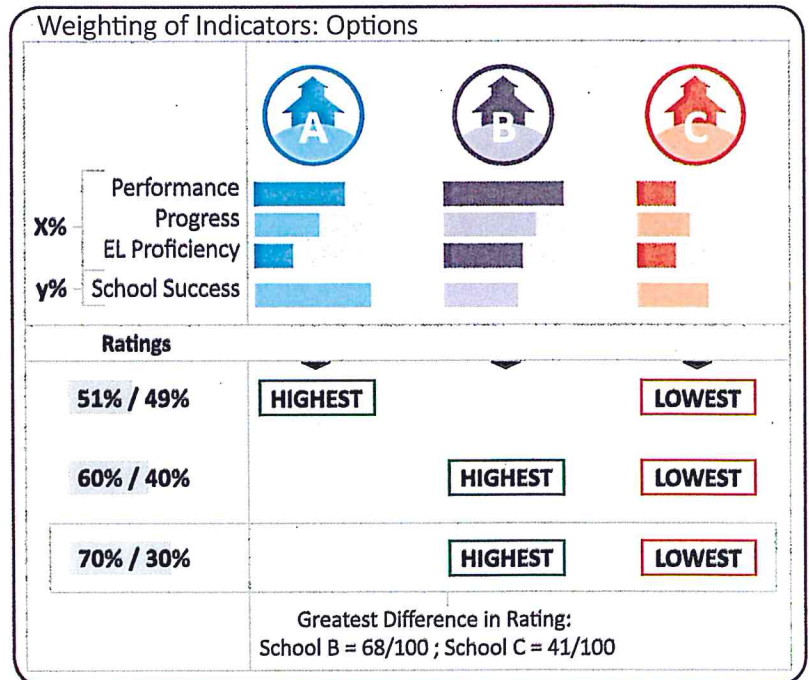 Weighting of Indicators: Options
A
B
C
X%
Performance
Progress
EL Proficiency
y%
School Success
Ratings
51% / 49%
HIGHEST
LOWEST
60% / 40%
HIGHEST
LOWEST
70% / 30%
HIGHEST
LOWEST
Greatest Difference in Rating:
School B = 68/100 ; School C = 41/100